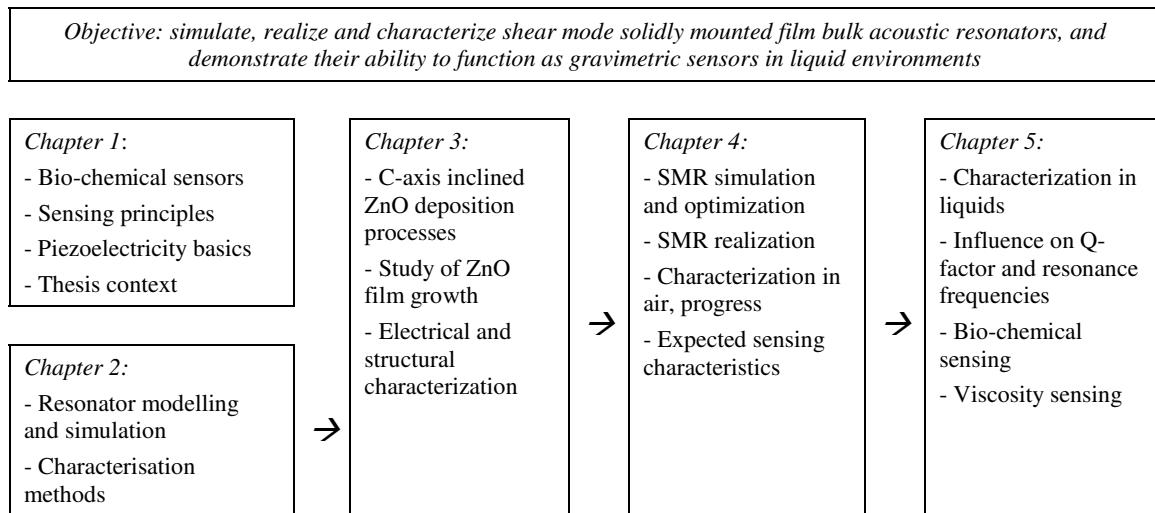 Objective: simulate, realize and characterize shear mode solidly mounted film bulk acoustic resonators, and
demonstrate their ability to function as gravimetric sensors in liquid environments
Chapter 1:
- Bio-chemical sensors
- Sensing principles
- Piezoelectricity basics
- Thesis context
Chapter 2:
- Resonator modelling
and simulation
- Characterisation
methods
→
Chapter 3:
- C-axis inclined
ZnO deposition
processes
- Study of ZnO
film growth
- Electrical and
structural
characterization
→
Chapter 4:
- SMR simulation
and optimization
- SMR realization
- Characterization in
air, progress
- Expected sensing
characteristics
→
Chapter 5:
- Characterization in
liquids
- Influence on Q-
factor and resonance
frequencies
- Bio-chemical
sensing
- Viscosity sensing